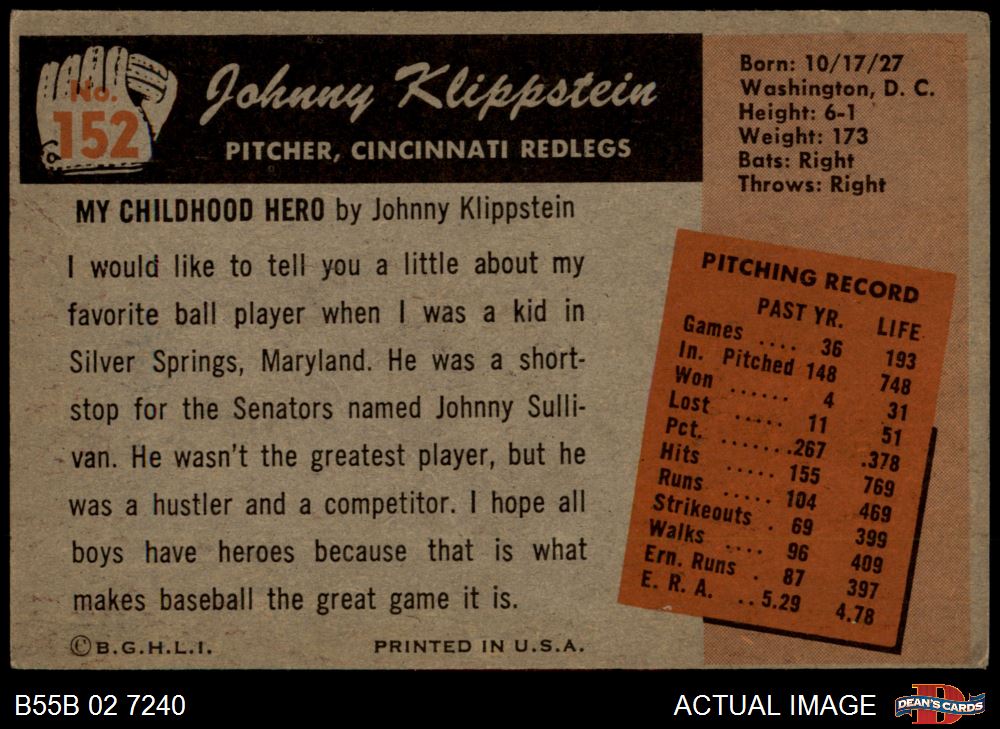 No.
152
Johnny Klippstein
PITCHER, CINCINNATI REDLEGS
Born: 10/17/27
Washington, D. C.
Height: 6-1
Weight: 173
Bats: Right
Throws: Right
MY CHILDHOOD HERO by Johnny Klippstein
I would like to tell you a little about my
favorite ball player when I was a kid in
Silver Springs, Maryland. He was a short-
stop for the Senators named Johnny Sulli-
van. He wasn't the greatest player, but he
was a hustler and a competitor. I hope all
boys have heroes because that is what
makes baseball the great game it is.
PITCHING RECORD
PAST YR. LIFE
Games .... 36 193
In. Pitched 148 748
Won ...... 4 31
Lost ..... 11 51
Pct. ...... .267 .378
Hits ..... 155 769
Runs ..... 104 469
Strikeouts . 69 399
Walks .... 96 409
Ern. Runs . 87 397
E. R. A. .. 5.29 4.78
©B.G.H.L.I. PRINTED IN U.S.A.
B55B 02 7240 ACTUAL IMAGE D DEAN'S CARDS